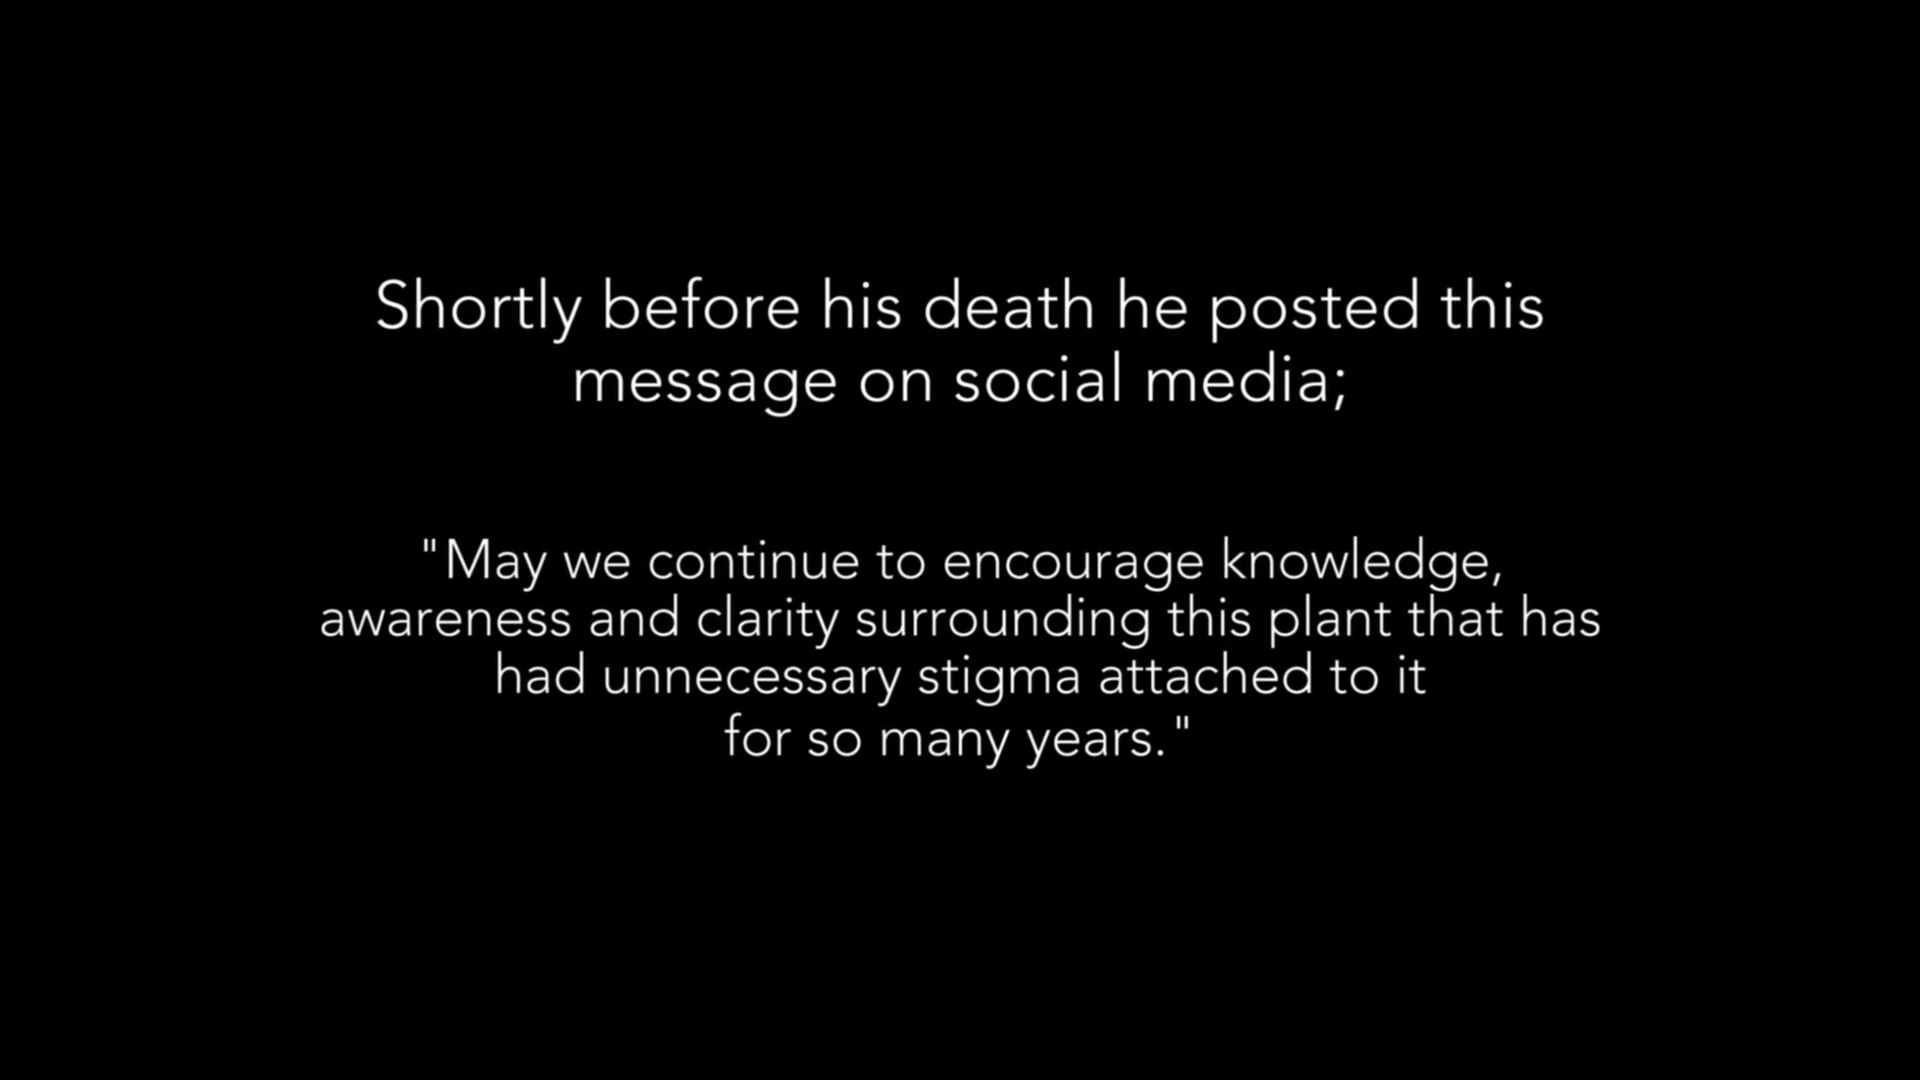 Shortly before his death he posted this
message on social media;
"May we continue to encourage knowledge,
awareness and clarity surrounding this plant that has
had unnecessary stigma attached to it
for so many years."